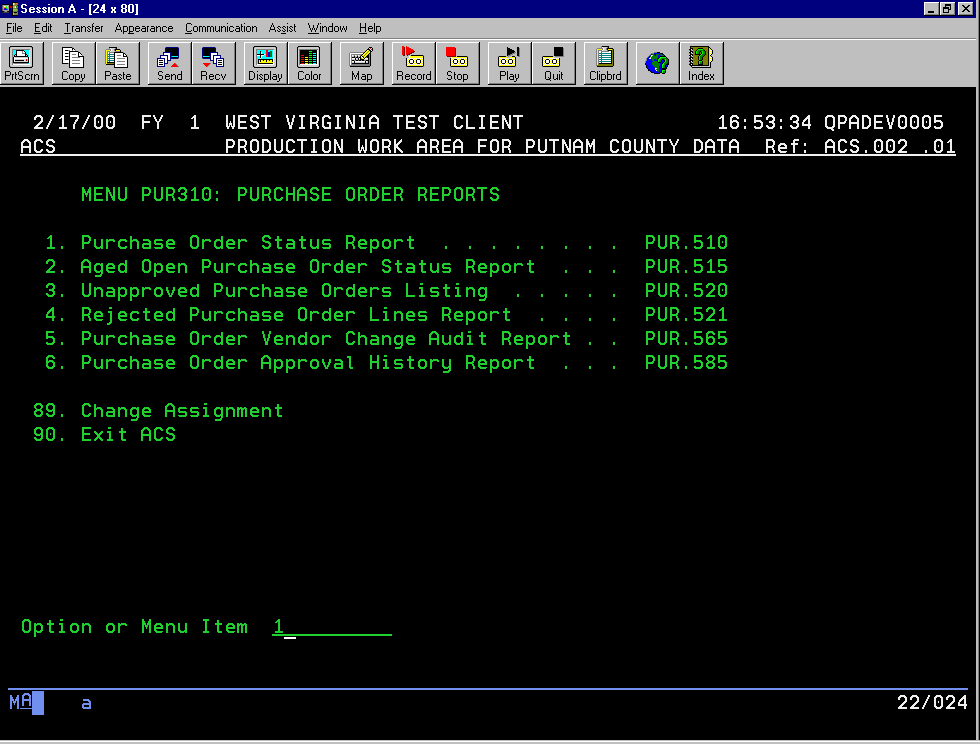 Session A - [24 x 80]
File Edit Transfer Appearance Communication Assist Window Help
PrtScrn Copy Paste Send Recv Display Color Map Record Stop Play Quit Clipbrd Index
2/17/00 FY 1 WEST VIRGINIA TEST CLIENT 16:53:34 QPADEV0005
ACS PRODUCTION WORK AREA FOR PUTNAM COUNTY DATA Ref: ACS.002 .01
MENU PUR310: PURCHASE ORDER REPORTS
1. Purchase Order Status Report . . . . . . . . PUR.510
2. Aged Open Purchase Order Status Report . . . PUR.515
3. Unapproved Purchase Orders Listing . . . . . PUR.520
4. Rejected Purchase Order Lines Report . . . . PUR.521
5. Purchase Order Vendor Change Audit Report . . PUR.565
6. Purchase Order Approval History Report . . . PUR.585
89. Change Assignment
90. Exit ACS
Option or Menu Item 1
MA a 22/024